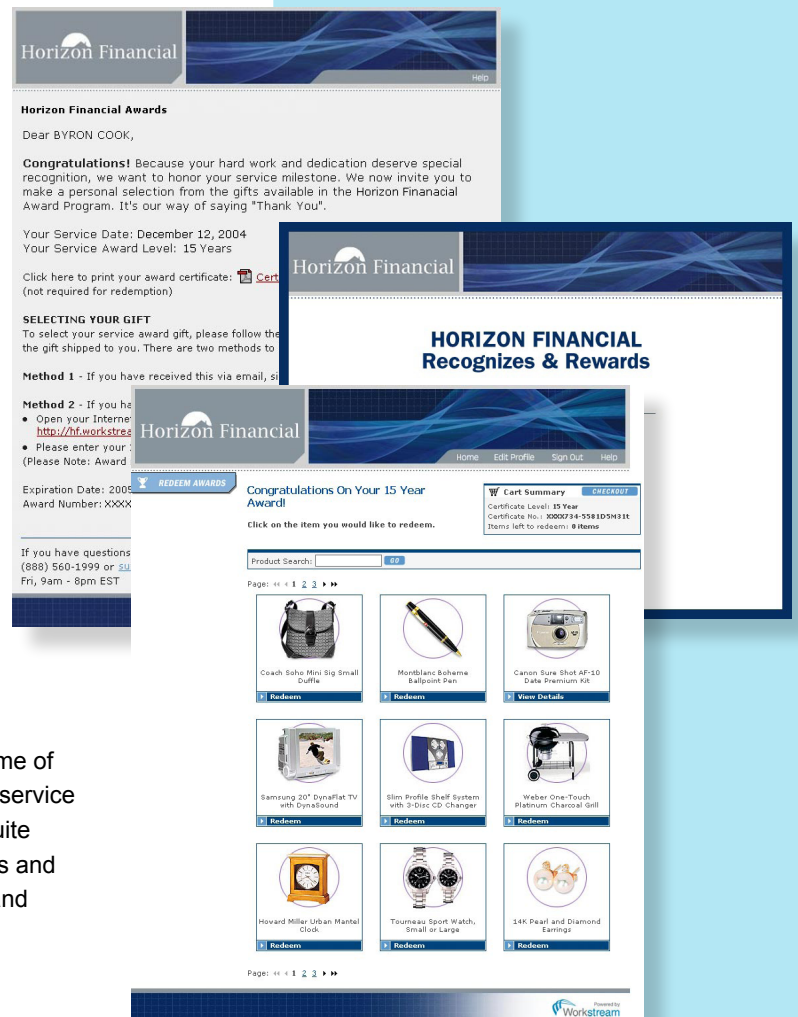 Horizon Financial
Help
Horizon Financial Awards
Dear BYRON COOK,
Congratulations! Because your hard work and dedication deserve special
recognition, we want to honor your service milestone. We now invite you to
make a personal selection from the gifts available in the Horizon Finanacial
Award Program. It's our way of saying "Thank You".
Your Service Date: December 12, 2004
Your Service Award Level: 15 Years
Click here to print your award certificate: Cert
(not required for redemption)
SELECTING YOUR GIFT
To select your service award gift, please follow the
the gift shipped to you. There are two methods to
Method 1 - If you have received this via email, si
Method 2 - If you ha
• Open your Interne
http://hf.workstrea
• Please enter your
(Please Note: Award
Expiration Date: 2005
Award Number: XXXX
If you have questions
(888) 560-1999 or su
Fri, 9am - 8pm EST
Horizon Financial
HORIZON FINANCIAL
Recognizes & Rewards
Horizon Financial
Home Edit Profile Sign Out Help
REDEEM AWARDS
Congratulations On Your 15 Year
Award!
Click on the item you would like to redeem.
Cart Summary CHECKOUT
Certificate Level: 15 Year
Certificate No.: XXXX734-5581D5M31t
Items left to redeem: 0 items
Product Search: GO
Page: 1 2 3
Coach Soho Mini Sig Small
Duffle
Redeem
Montblanc Boheme
Ballpoint Pen
Redeem
Canon Sure Shot AF-10
Date Premium Kit
View Details
Samsung 20" DynaFlat TV
with DynaSound
Redeem
Slim Profile Shelf System
with 3-Disc CD Changer
Redeem
Weber One-Touch
Platinum Charcoal Grill
Redeem
Howard Miller Urban Mantel
Clock
Redeem
Tourneau Sport Watch,
Small or Large
Redeem
14K Pearl and Diamond
Earrings
Redeem
Page: 1 2 3
Powered by
Workstream
me of
service
uite
s and
nd